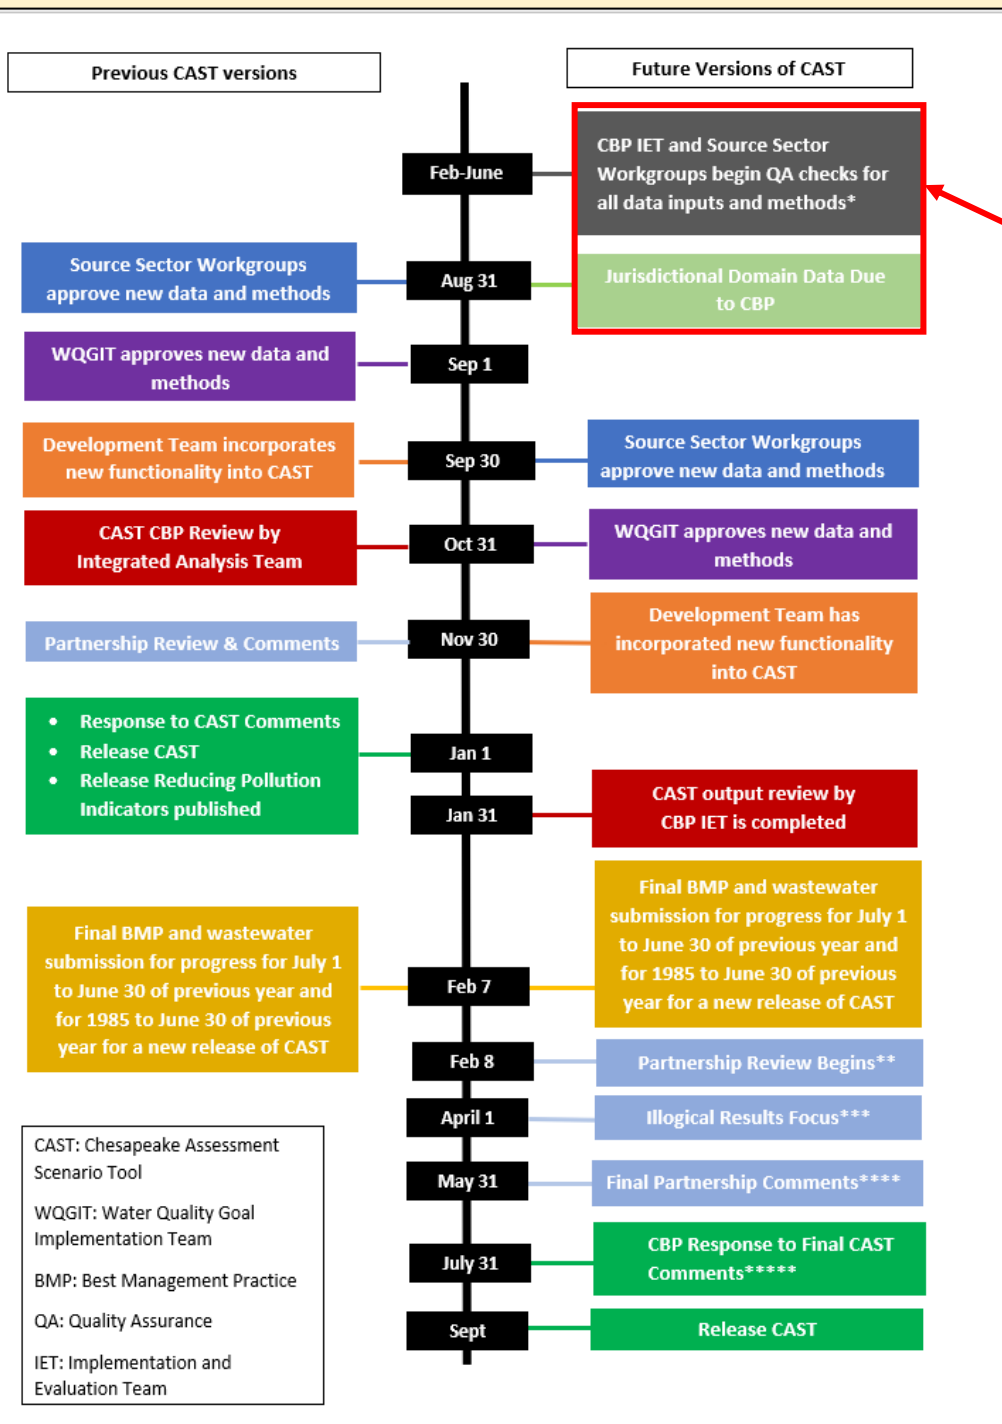 Previous CAST versions
Future Versions of CAST
Feb-June
CBP IET and Source Sector
Workgroups begin QA checks for
all data inputs and methods*
Source Sector Workgroups
approve new data and methods
Aug 31
Jurisdictional Domain Data Due
to CBP
WQGIT approves new data and
methods
Sep 1
Development Team incorporates
new functionality into CAST
Sep 30
Source Sector Workgroups
approve new data and methods
CAST CBP Review by
Integrated Analysis Team
Oct 31
WQGIT approves new data and
methods
Partnership Review & Comments
Nov 30
Development Team has
incorporated new functionality
into CAST
• Response to CAST Comments
• Release CAST
• Release Reducing Pollution
Indicators published
Jan 1
Jan 31
CAST output review by
CBP IET is completed
Final BMP and wastewater
submission for progress for July 1
to June 30 of previous year and
for 1985 to June 30 of previous
year for a new release of CAST
Feb 7
Final BMP and wastewater
submission for progress for July 1
to June 30 of previous year and
for 1985 to June 30 of previous
year for a new release of CAST
Feb 8
Partnership Review Begins**
April 1
Illogical Results Focus***
May 31
Final Partnership Comments****
July 31
CBP Response to Final CAST
Comments*****
Sept
Release CAST
CAST: Chesapeake Assessment
Scenario Tool
WQGIT: Water Quality Goal
Implementation Team
BMP: Best Management Practice
QA: Quality Assurance
IET: Implementation and
Evaluation Team